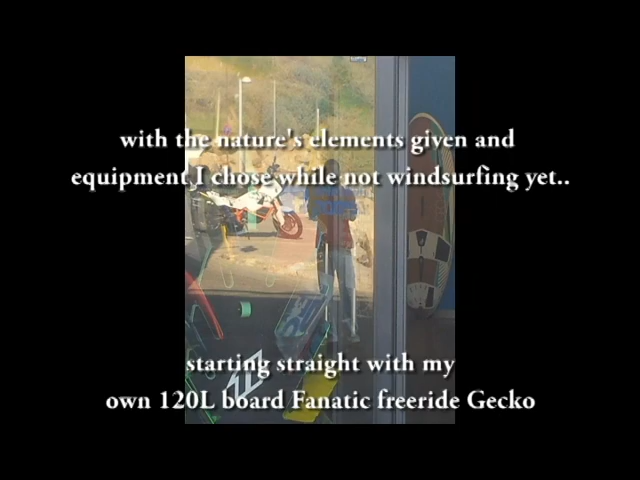 with the nature's elements given and
equipment I chose while not windsurfing yet..
starting straight with my
own 120L board Fanatic freeride Gecko